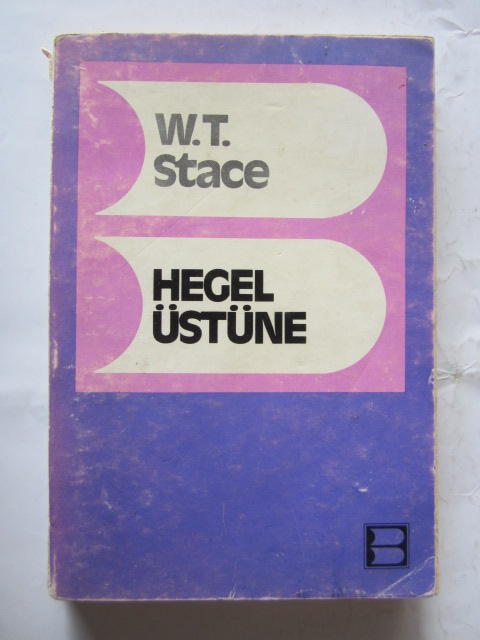 W.T.
Stace
HEGEL
ÜSTÜNE
B